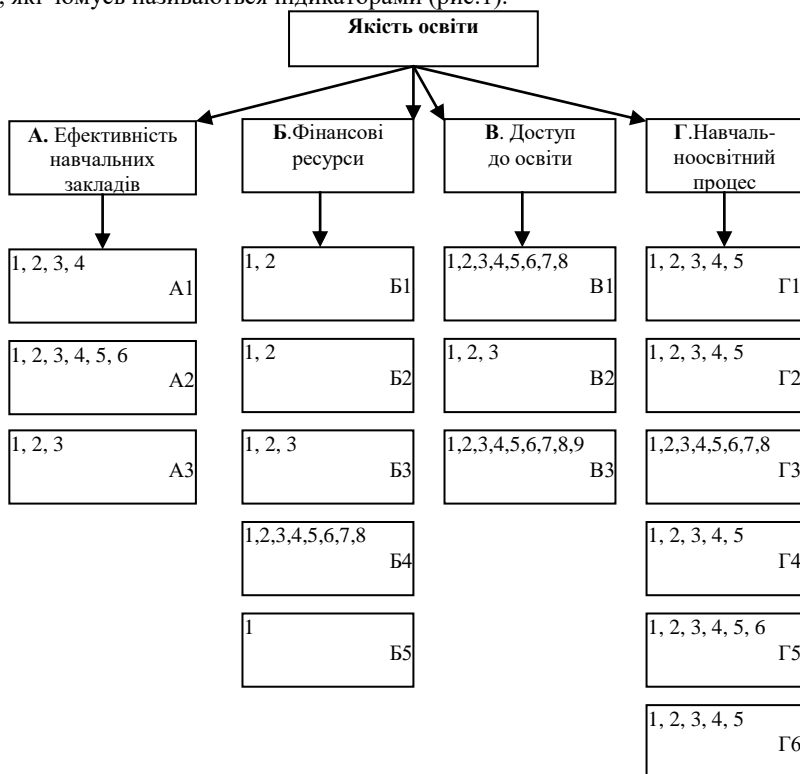 які чомусь називаються індикаторами (рис.1).
Якість освіти
А. Ефективність
навчальних
закладів
Б.Фінансові
ресурси
В. Доступ
до освіти
Г.Навчаль-
ноосвітний
процес
1, 2, 3, 4
А1
1, 2
Б1
1,2,3,4,5,6,7,8
В1
1, 2, 3, 4, 5
Г1
1, 2, 3, 4, 5, 6
А2
1, 2
Б2
1, 2, 3
В2
1, 2, 3, 4, 5
Г2
1, 2, 3
А3
1, 2, 3
Б3
1,2,3,4,5,6,7,8,9
В3
1,2,3,4,5,6,7,8
Г3
1,2,3,4,5,6,7,8
Б4
1, 2, 3, 4, 5
Г4
1
Б5
1, 2, 3, 4, 5, 6
Г5
1, 2, 3, 4, 5
Г6